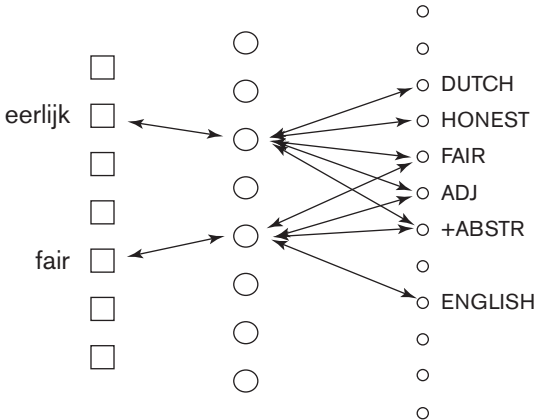 eerlijk
fair
DUTCH
HONEST
FAIR
ADJ
+ABSTR
ENGLISH